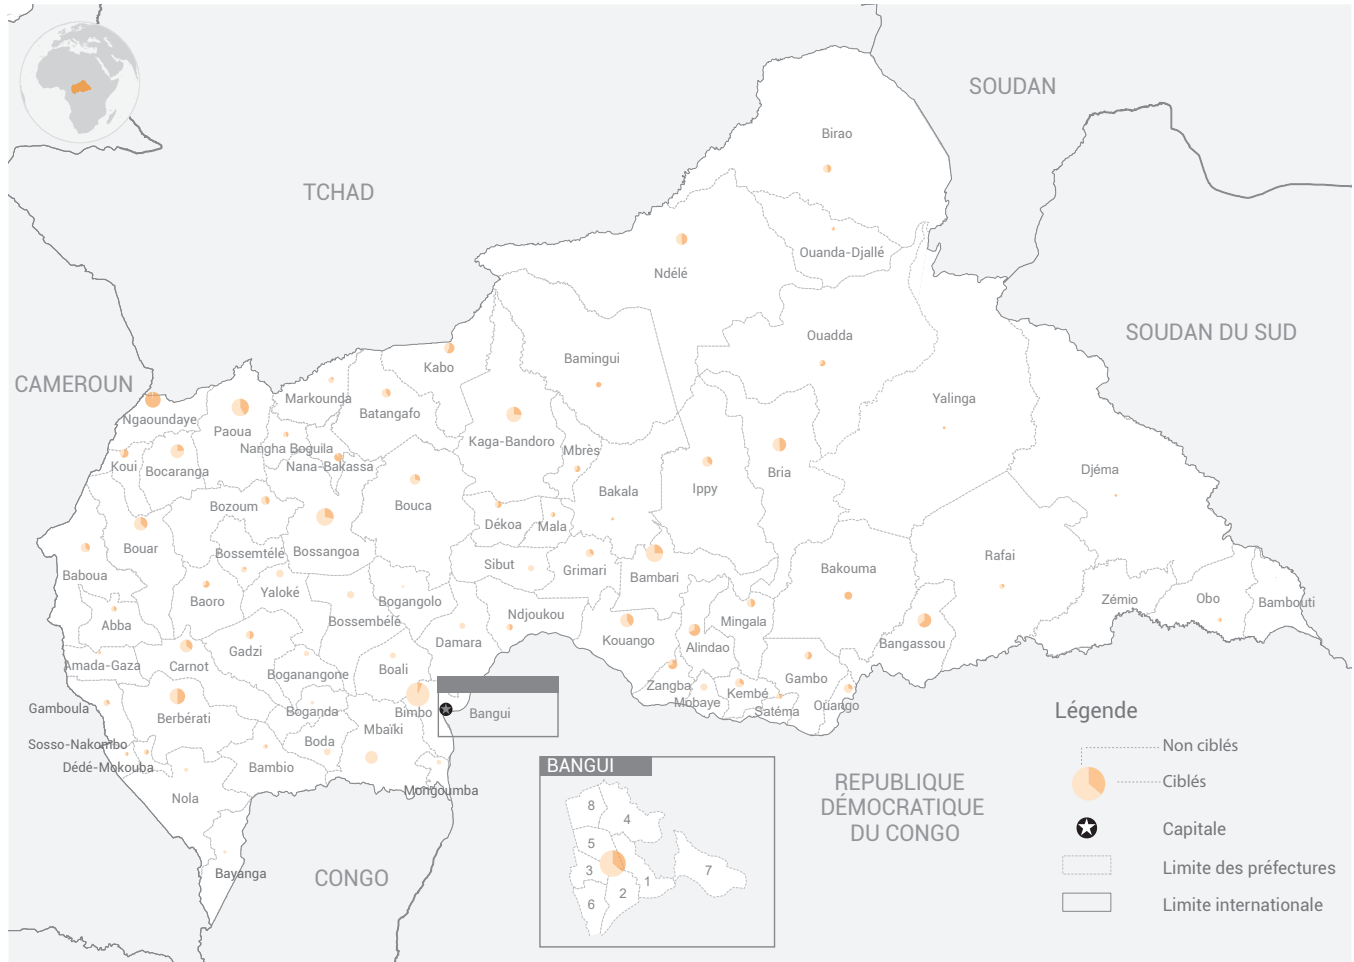 SOUDAN
Birao
TCHAD
Ouanda-Djallé
Ndélé
Ouadda
SOUDAN DU SUD
Bamingui
Kabo
CAMEROUN
Markounda
Yalinga
Batangafo
Ngaoundaye
Paoua
Kaga-Bandoro
Nangha Boguila
Mbrès
Koui
Bocaranga
Nana-Bakassa
Bria
Djéma
Ippy
Bakala
Bozoum
Bouca
Dékoa
Mala
Bouar
Bossemtélé
Bossangoa
Rafai
Sibut
Grimari
Bakouma
Baboua
Bambari
Yaloké
Baoro
Bogangolo
Zémio
Obo
Bambouti
Ndjoukou
Bossembélé
Mingala
Abba
Damara
Kouango
Bangassou
Alindao
Gadzi
Amada-Gaza
Carnot
Boali
Boganangone
Gambo
Zangba
Kembé
Mobaye
Ouango
Gamboula
Boganda
Bimbo
Bangui
Satéma
Légende
Berbérati
Mbaïki
Sosso-Nakombo
Boda
Non ciblés
Dédé-Mokouba
Bambio
BANGUI
Ciblés
Nola
Mongoumba
REPUBLIQUE
DÉMOCRATIQUE
DU CONGO
8
4
Capitale
5
3
1
7
Limite des préfectures
Bayanga
CONGO
2
6
Limite internationale